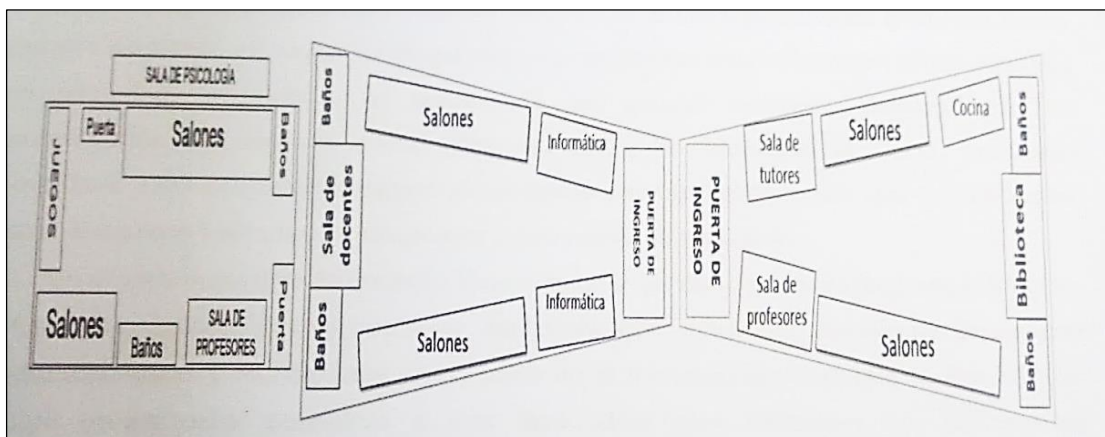 SALA DE PSICOLOGÍA
Puerta
Salones
Baños
JUEGOS
Puerta
Salones
Baños
SALA DE
PROFESORES
Baños
Salones
Informática
Sala de
docentes
PUERTA DE
INGRESO
Baños
Salones
Informática
PUERTA DE
INGRESO
Sala de
tutores
Salones
Cocina
Baños
Biblioteca
Sala de
profesores
Salones
Baños